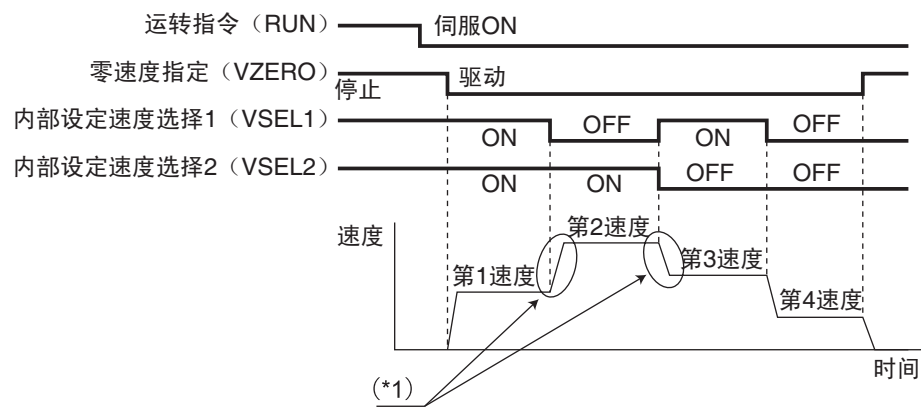 运转指令（RUN） 伺服ON
零速度指定（VZERO） 停止 驱动
内部设定速度选择1（VSEL1） ON OFF ON OFF
内部设定速度选择2（VSEL2） ON ON OFF OFF
速度
第1速度 第2速度 第3速度 第4速度
时间
(*1)